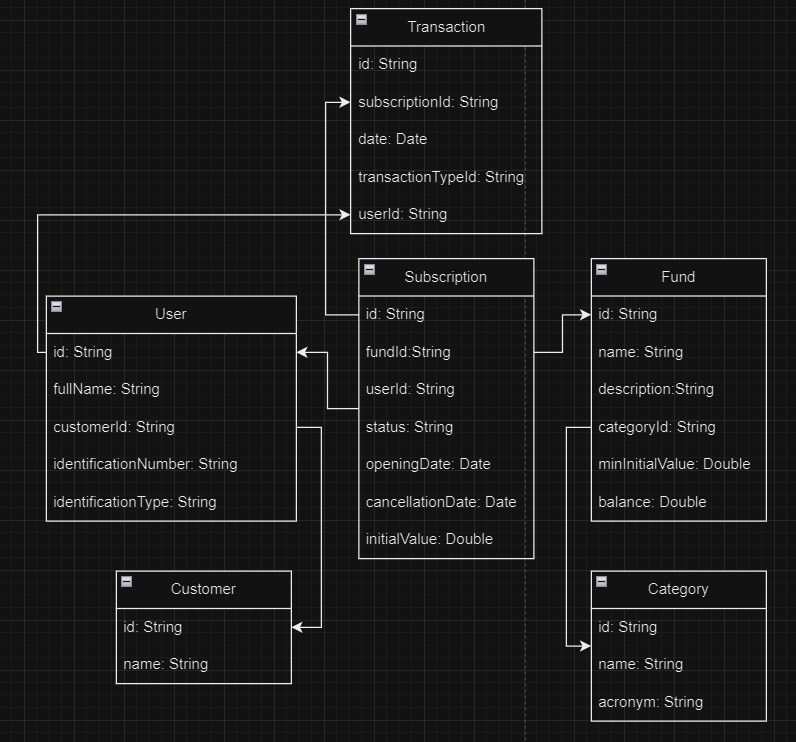 Transaction
id: String
subscriptionId: String
date: Date
transactionTypeId: String
userId: String
Subscription
id: String
fundId:String
userId: String
status: String
openingDate: Date
cancellationDate: Date
initialValue: Double
Fund
id: String
name: String
description:String
categoryId: String
minInitialValue: Double
balance: Double
User
id: String
fullName: String
customerId: String
identificationNumber: String
identificationType: String
Customer
id: String
name: String
Category
id: String
name: String
acronym: String